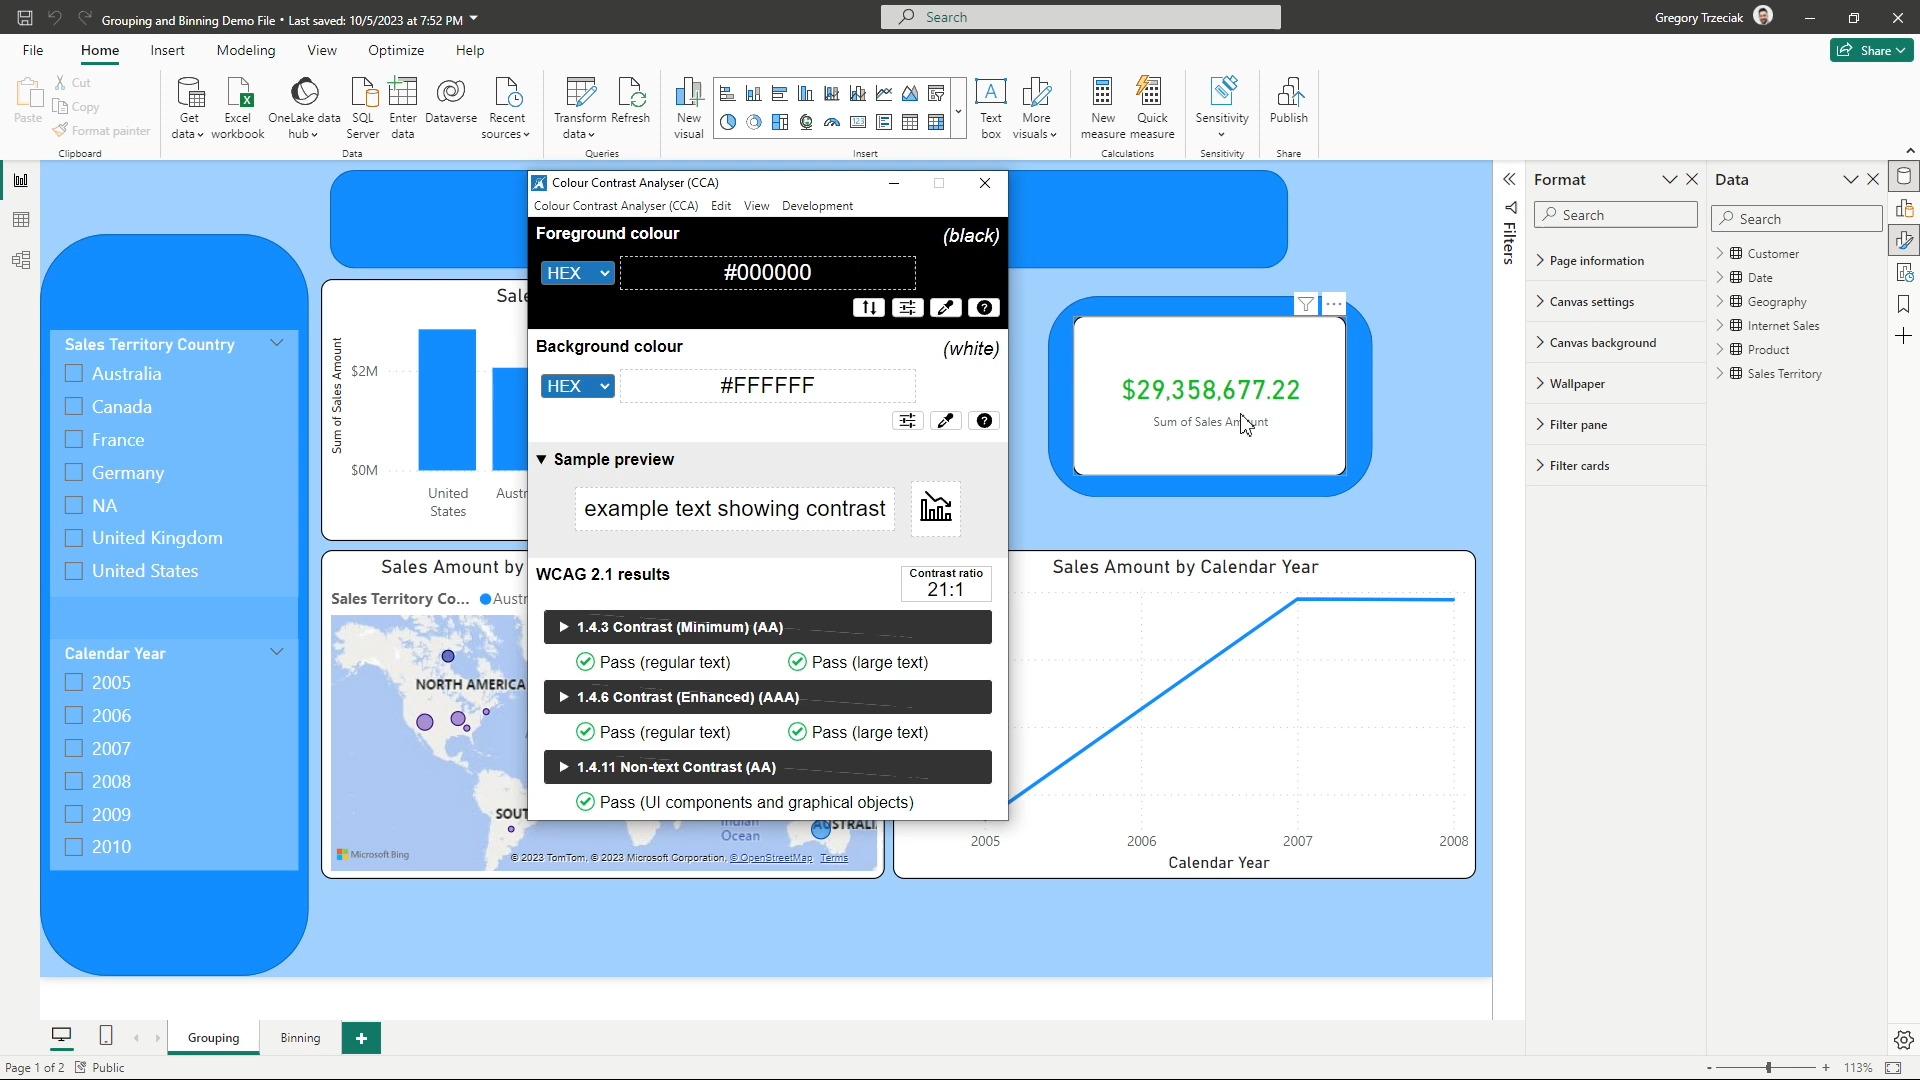 Grouping and Binning Demo File • Last saved: 10/5/2023 at 7:52 PM
Search
Gregory Trzeciak
File
Home
Insert
Modeling
View
Optimize
Help
Share
Paste
Cut
Copy
Format painter
Clipboard
Get data
Excel workbook
OneLake data hub
SQL Server
Enter data
Dataverse
Recent sources
Data
Transform data
Refresh
Queries
New visual
Text box
More visuals
Insert
New measure
Quick measure
Calculations
Sensitivity
Sensitivity
Publish
Share
Colour Contrast Analyser (CCA)
Colour Contrast Analyser (CCA)
Edit
View
Development
Foreground colour
(black)
HEX
#000000
Background colour
(white)
HEX
#FFFFFF
Sample preview
example text showing contrast
WCAG 2.1 results
Contrast ratio
21:1
1.4.3 Contrast (Minimum) (AA)
Pass (regular text)
Pass (large text)
1.4.6 Contrast (Enhanced) (AAA)
Pass (regular text)
Pass (large text)
1.4.11 Non-text Contrast (AA)
Pass (UI components and graphical objects)
Sales Territory Country
Australia
Canada
France
Germany
NA
United Kingdom
United States
Calendar Year
2005
2006
2007
2008
2009
2010
Sum of Sales Amount
$2M
$0M
United
States
$29,358,677.22
Sum of Sales
Sales Amount by
Sales Territory Co...
NORTH AMERICA
Indian
Ocean
Microsoft Bing
© 2023 TomTom, © 2023 Microsoft Corporation, © OpenStreetMap Terms
Sales Amount by Calendar Year
2005
2006
2007
2008
Calendar Year
Filters
Format
Search
Page information
Canvas settings
Canvas background
Wallpaper
Filter pane
Filter cards
Data
Search
Customer
Date
Geography
Internet Sales
Product
Sales Territory
Grouping
Binning
Page 1 of 2
Public
113%